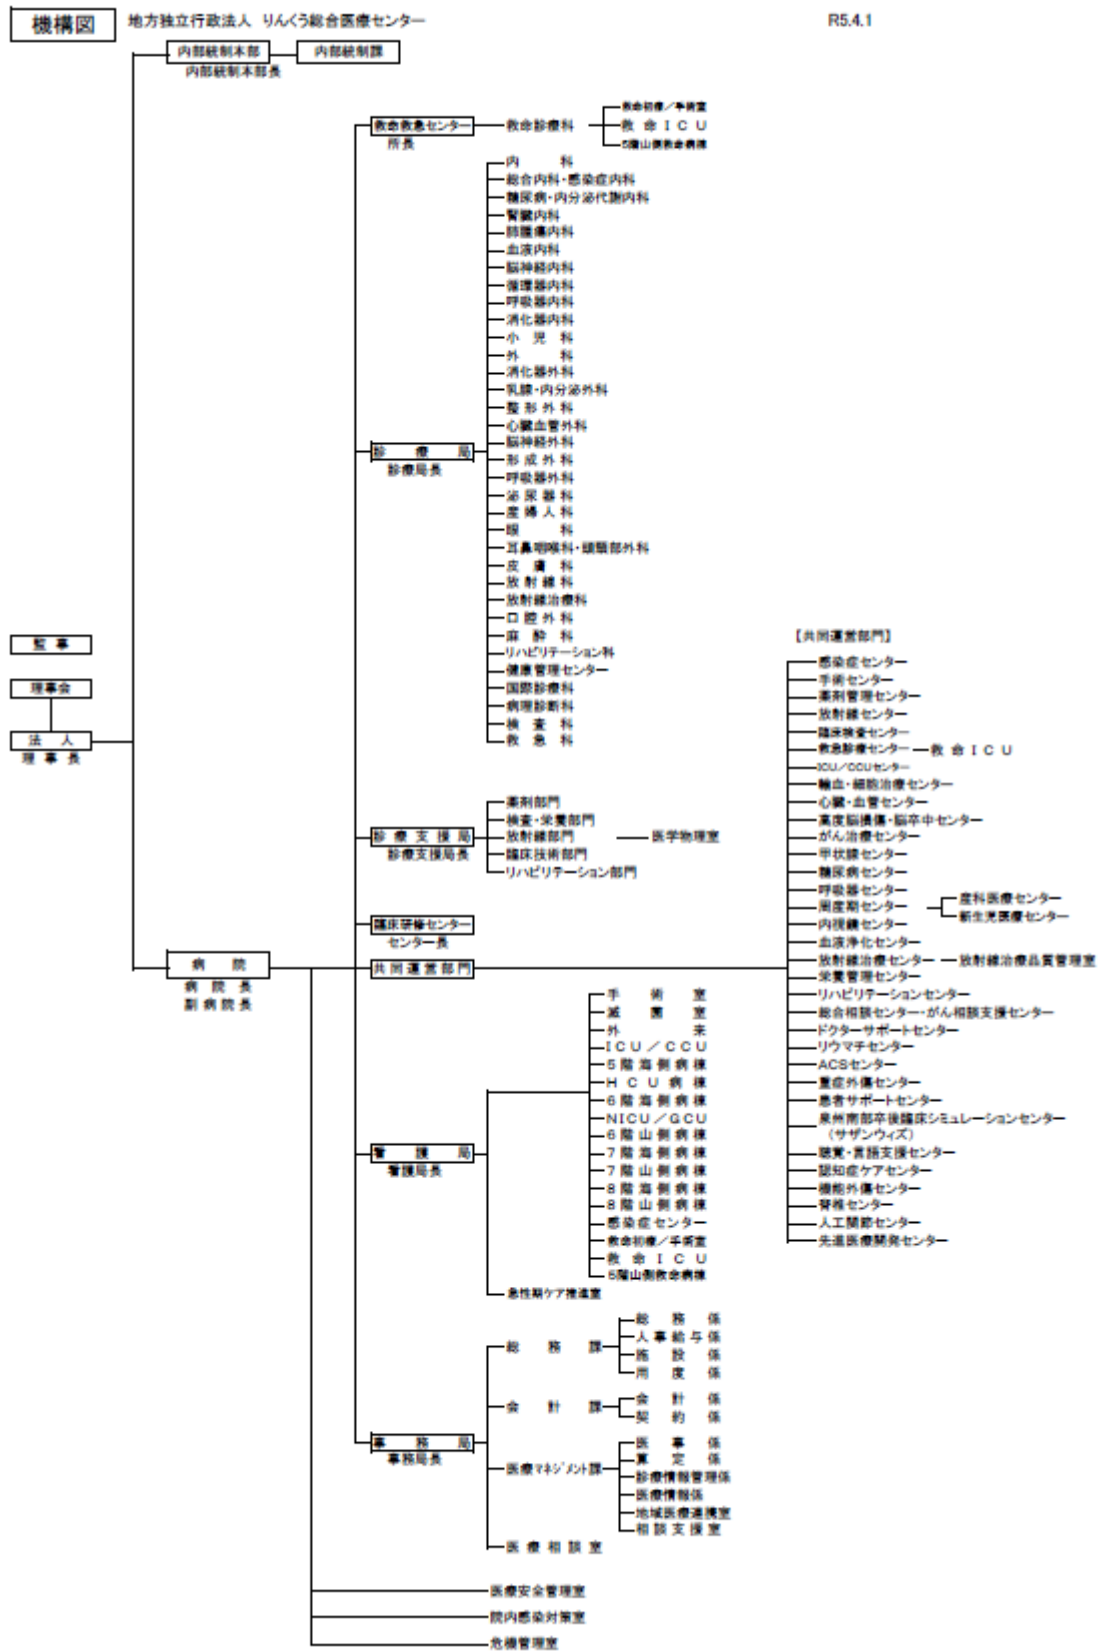 機構図 地方独立行政法人 りんくう総合医療センター R5.4.1
内部統制本部 内部統制課
内部統制本部長
救命初療／手術室
救命救急センター 救命診療科 救命ICU
所長 5階山側救命病棟
内科
総合内科・感染症内科
糖尿病・内分泌代謝内科
腎臓内科
肺腫瘍内科
血液内科
脳神経内科
循環器内科
呼吸器内科
消化器内科
小児科
外科
消化器外科
乳腺・内分泌外科
整形外科
心臓血管外科
脳神経外科
診療局 形成外科
診療局長 呼吸器外科
泌尿器科
産婦人科
眼科
耳鼻咽喉科・頭頸部外科
皮膚科
放射線科
放射線治療科
口腔外科
麻酔科
リハビリテーション科
健康管理センター
国際診療科
病理診断科
検査科
救急科
監事
理事会
法人
理事長
薬剤部門
検査・栄養部門
診療支援局 放射線部門 医学物理室
診療支援局長 臨床技術部門
リハビリテーション部門
臨床研修センター
センター長
病院 共同運営部門
病院長
副病院長
【共同運営部門】
感染症センター
手術センター
薬剤管理センター
放射線センター
臨床検査センター
救急診療センター 救命ICU
ICU／CCUセンター
輸血・細胞治療センター
心臓・血管センター
高度脳損傷・脳卒中センター
がん治療センター
甲状腺センター
糖尿病センター
呼吸器センター
周産期センター 産科医療センター
新生児医療センター
内視鏡センター
血液浄化センター
放射線治療センター 放射線治療品質管理室
栄養管理センター
リハビリテーションセンター
総合相談センター・がん相談支援センター
ドクターサポートセンター
リウマチセンター
ACSセンター
重症外傷センター
患者サポートセンター
泉州南部卒後臨床シミュレーションセンター
（サザンウィズ）
聴覚・言語支援センター
認知症ケアセンター
機能外傷センター
脊椎センター
人工関節センター
先進医療開発センター
手術室
滅菌室
外来
ICU／CCU
5階海側病棟
HCU病棟
6階海側病棟
NICU／GCU
6階山側病棟
看護局 7階海側病棟
看護局長 7階山側病棟
8階海側病棟
8階山側病棟
感染症センター
救命初療／手術室
救命ICU
5階山側救命病棟
急性期ケア推進室
総務係
総務課 人事給与係
施設係
用度係
会計課 会計係
契約係
事務局 医事係
事務局長 算定係
医療マネジメント課 診療情報管理係
医療情報係
地域医療連携室
相談支援室
医療相談室
医療安全管理室
院内感染対策室
危機管理室